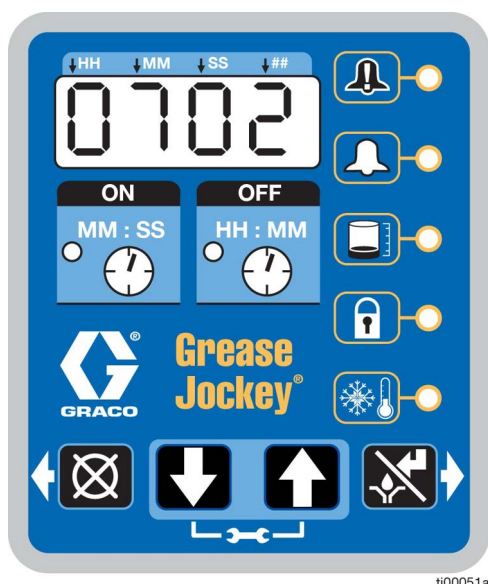 HH MM SS ##
0702
ON OFF
MM : SS HH : MM
GRACO®
Grease
Jockey®
ti00051a